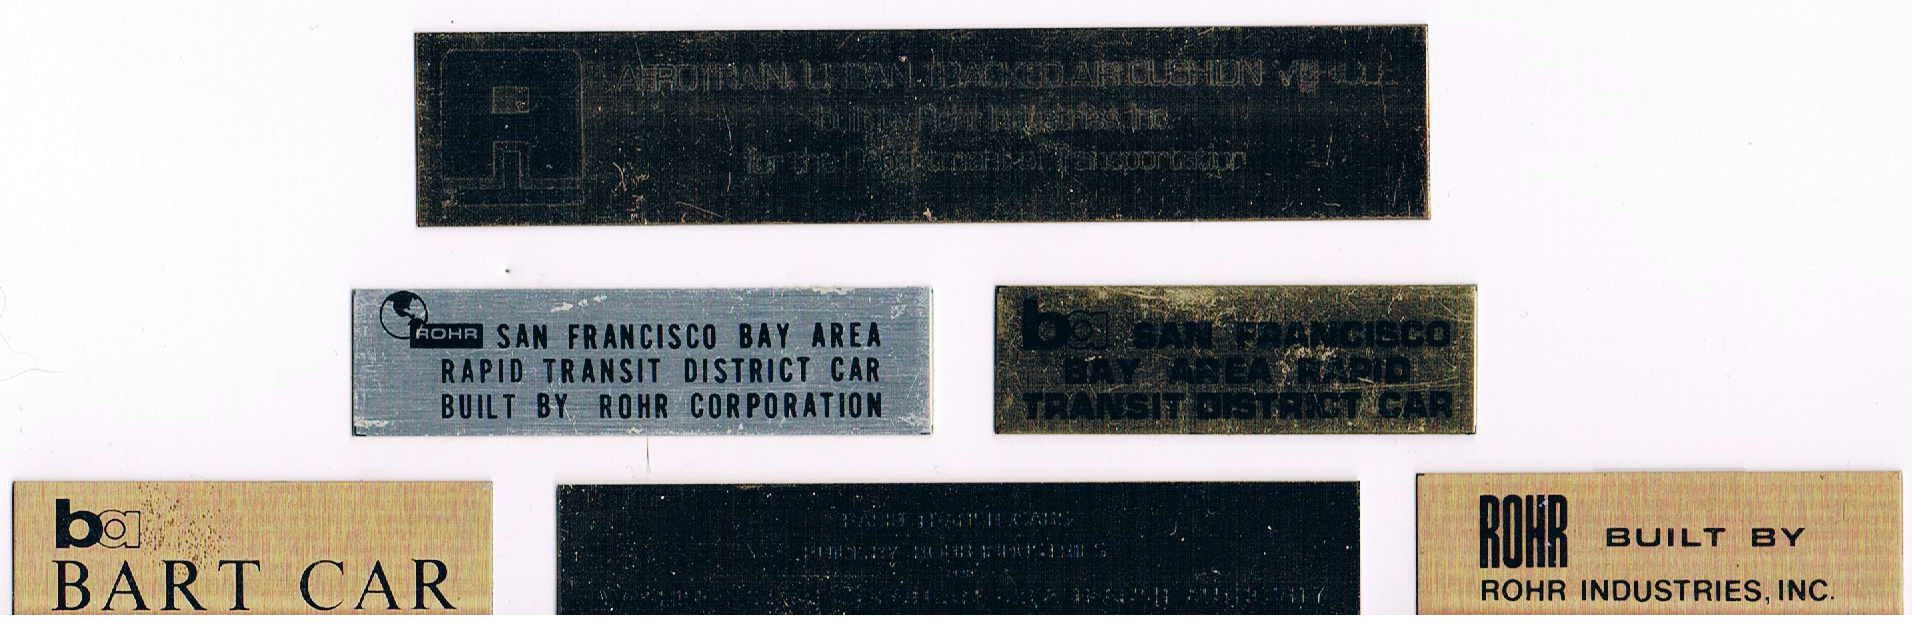 AEROTRAIN URBAN TRACKED AIR CUSHION VEHICLE
built by Rohr Industries, Inc.
for the Department of Transportation
ROHR SAN FRANCISCO BAY AREA
RAPID TRANSIT DISTRICT CAR
BUILT BY ROHR CORPORATION
ba SAN FRANCISCO
BAY AREA RAPID
TRANSIT DISTRICT CAR
ba
BART CAR
RAPID TRANSIT CARS
BUILT BY ROHR INDUSTRIES
TRANSIT AUTHORITY
ROHR BUILT BY
ROHR INDUSTRIES, INC.